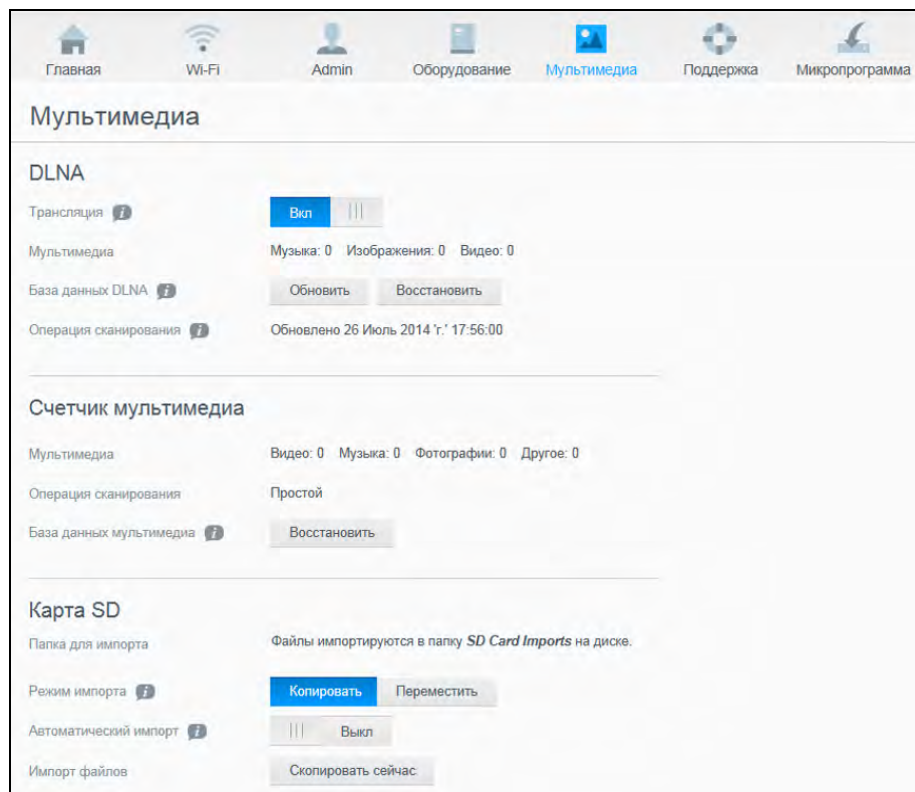 Главная Wi-Fi Admin Оборудование Мультимедиа Поддержка Микропрограмма
Мультимедиа
DLNA
Трансляция Вкл
Мультимедиа Музыка: 0 Изображения: 0 Видео: 0
База данных DLNA Обновить Восстановить
Операция сканирования Обновлено 26 Июль 2014 'г.' 17:56:00
Счетчик мультимедиа
Мультимедиа Видео: 0 Музыка: 0 Фотографии: 0 Другое: 0
Операция сканирования Простой
База данных мультимедиа Восстановить
Карта SD
Папка для импорта Файлы импортируются в папку SD Card Imports на диске.
Режим импорта Копировать Переместить
Автоматический импорт Выкл
Импорт файлов Скопировать сейчас